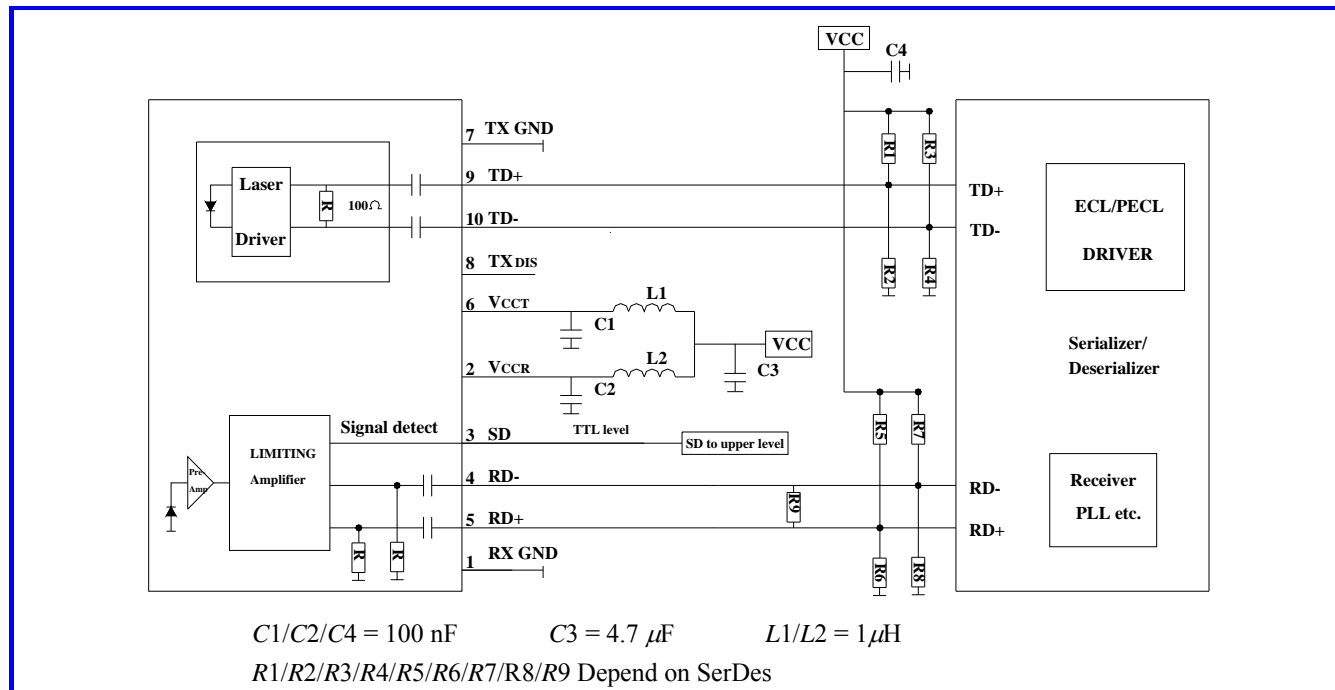 VCC
C4
7 TX GND
R1
R3
Laser
Driver
R
100Ω
9 TD+
TD+
10 TD-
TD-
R2
R4
ECL/PECL
DRIVER
8 TXDIS
6 VCCT
L1
C1
VCC
2 VCCR
L2
C2
C3
Serializer/
Deserializer
Signal detect
3 SD
TTL level
SD to upper level
R5
R7
LIMITING
Amplifier
Pre-
Amp
4 RD-
RD-
R9
5 RD+
RD+
Receiver
PLL etc.
R
R
1 RX GND
R6
R8
C1/C2/C4 = 100 nF C3 = 4.7 μF L1/L2 = 1μH
R1/R2/R3/R4/R5/R6/R7/R8/R9 Depend on SerDes